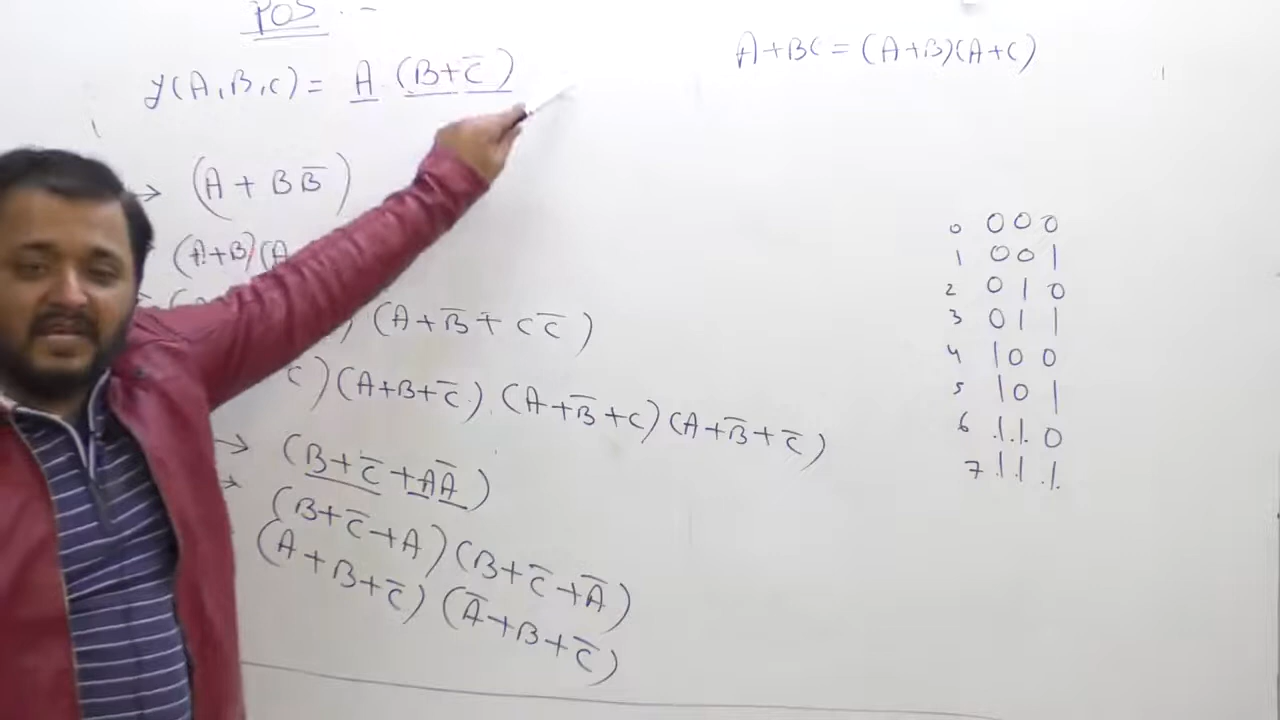 POS :-
y(A,B,C) = A.(B+C̅)
A+BC = (A+B)(A+C)
→ (A + BB̅)
(A+B)(A
) (A+B̅+CC̅)
C)(A+B+C̅).(A+B̅+C)(A+B̅+C̅)
→ (B+C̅+AA̅)
→ (B+C̅+A)(B+C̅+A̅)
(A+B+C̅)(A̅+B+C̅)
0 000
1 001
2 010
3 011
4 100
5 101
6 110
7 111